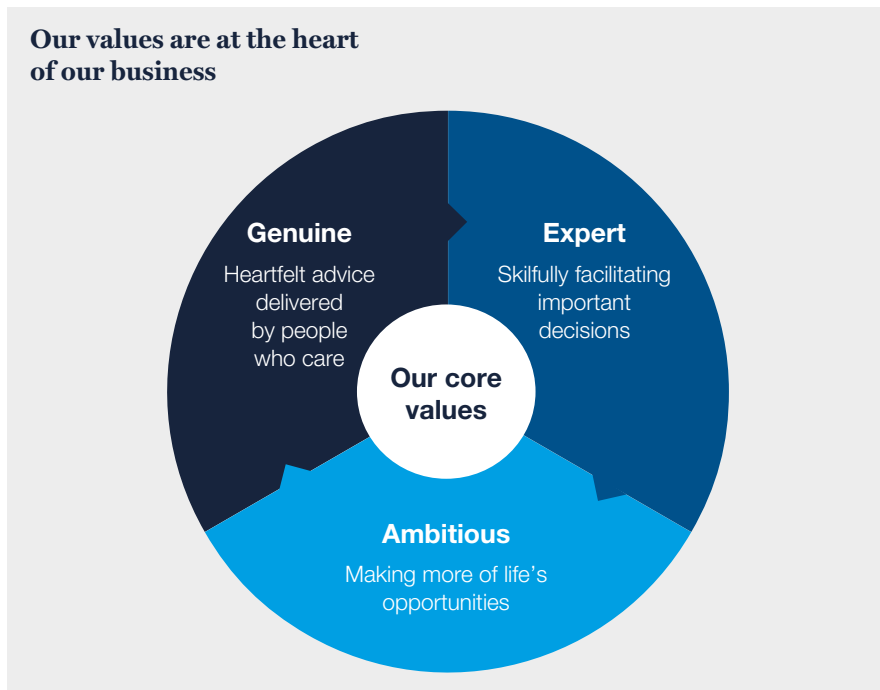 Our values are at the heart
of our business
Genuine
Heartfelt advice
delivered
by people
who care
Expert
Skilfully facilitating
important
decisions
Our core
values
Ambitious
Making more of life’s
opportunities